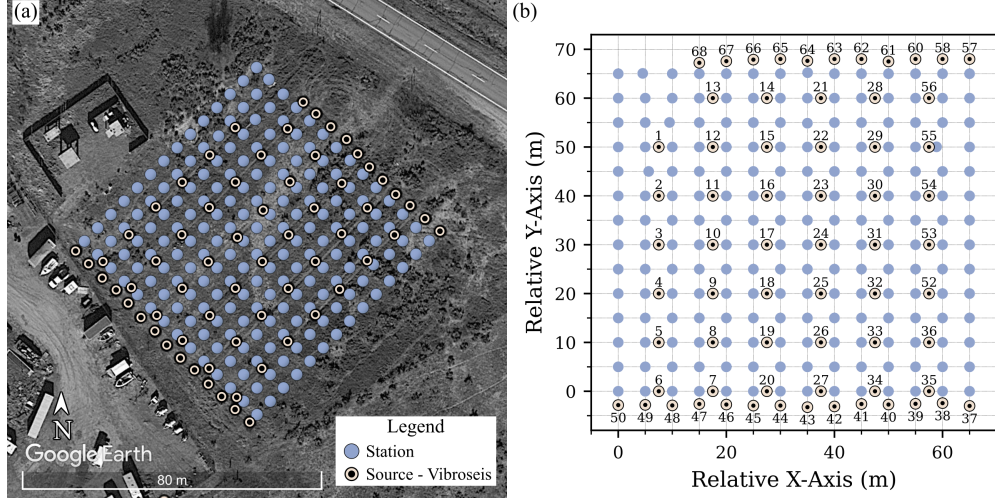 (a)
N
Google Earth
80 m
Legend
Station
Source - Vibroseis
(b)
Relative Y-Axis (m)
70
60
50
40
30
20
10
0
68 67 66 65 64 63 62 61 60 58 57
13 14 21 28 56
1 12 15 22 29 55
2 11 16 23 30 54
3 10 17 24 31 53
4 9 18 25 32 52
5 8 19 26 33 36
6 7 20 27 34 35
50 49 48 47 46 45 44 43 42 41 40 39 38 37
0 20 40 60
Relative X-Axis (m)